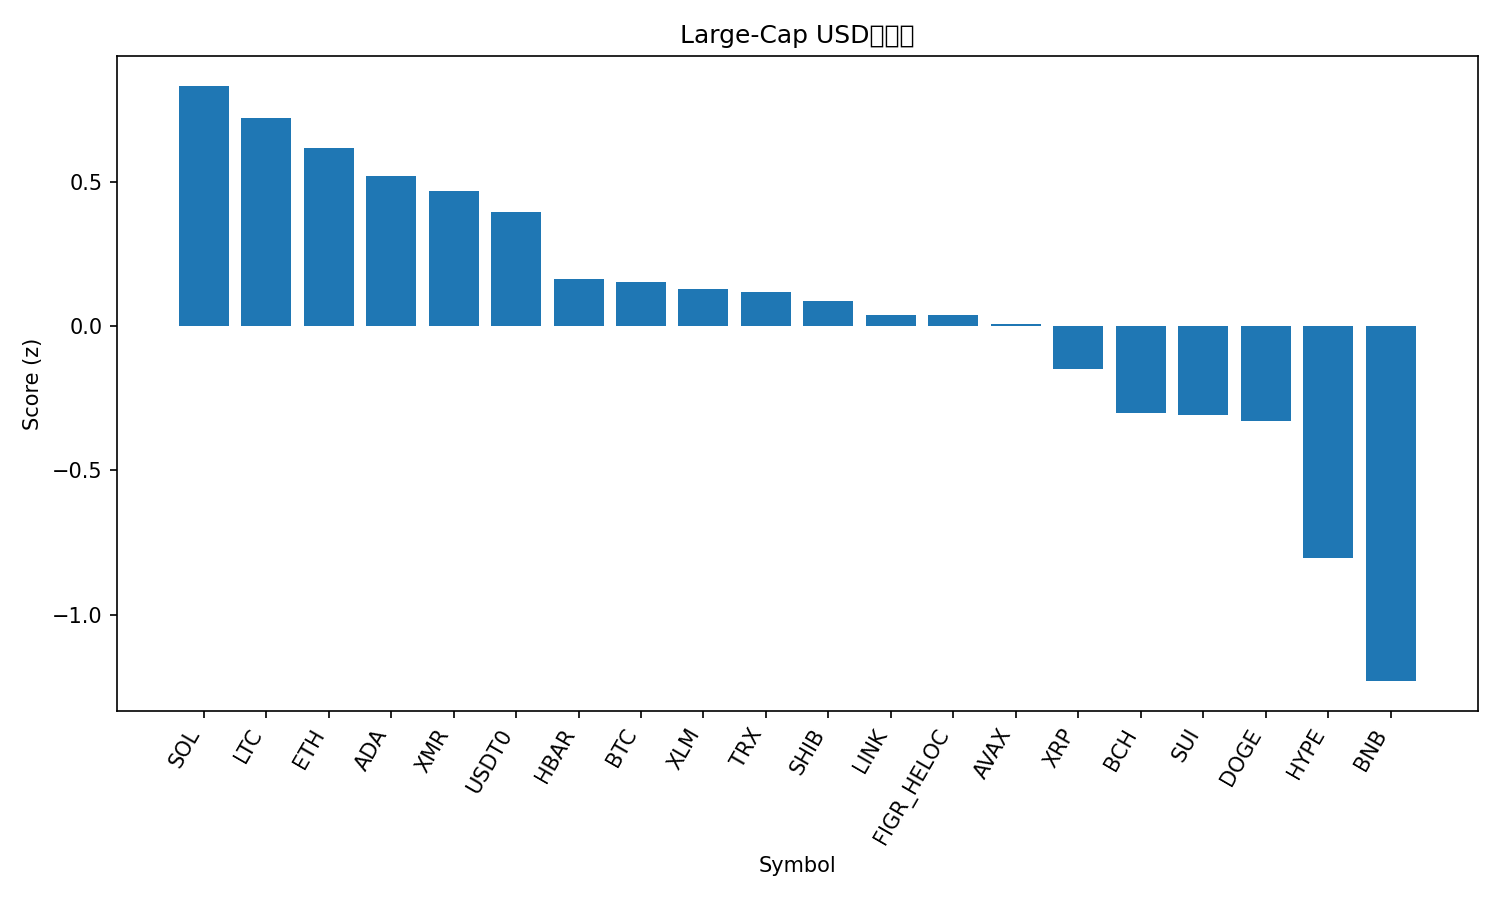 Large-Cap USD
0.5
0.0
−0.5
−1.0
Score (z)
SOL
LTC
ETH
ADA
XMR
USDT0
HBAR
BTC
XLM
TRX
SHIB
LINK
FIGR_HELOC
AVAX
XRP
BCH
SUI
DOGE
HYPE
BNB
Symbol